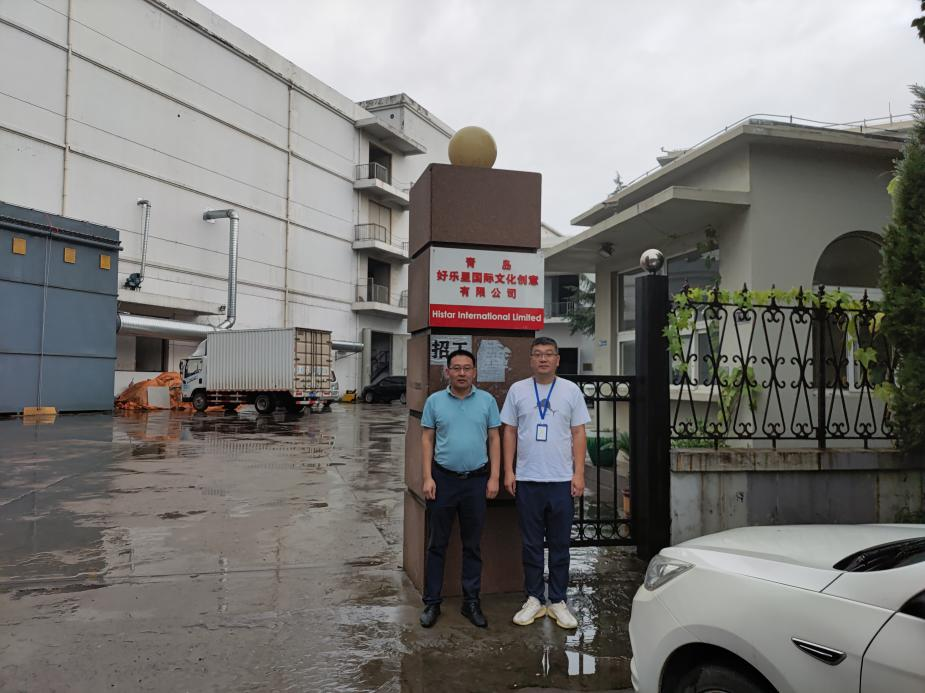 青岛
好乐星国际文化创意
有限公司
Histar International Limited
招工